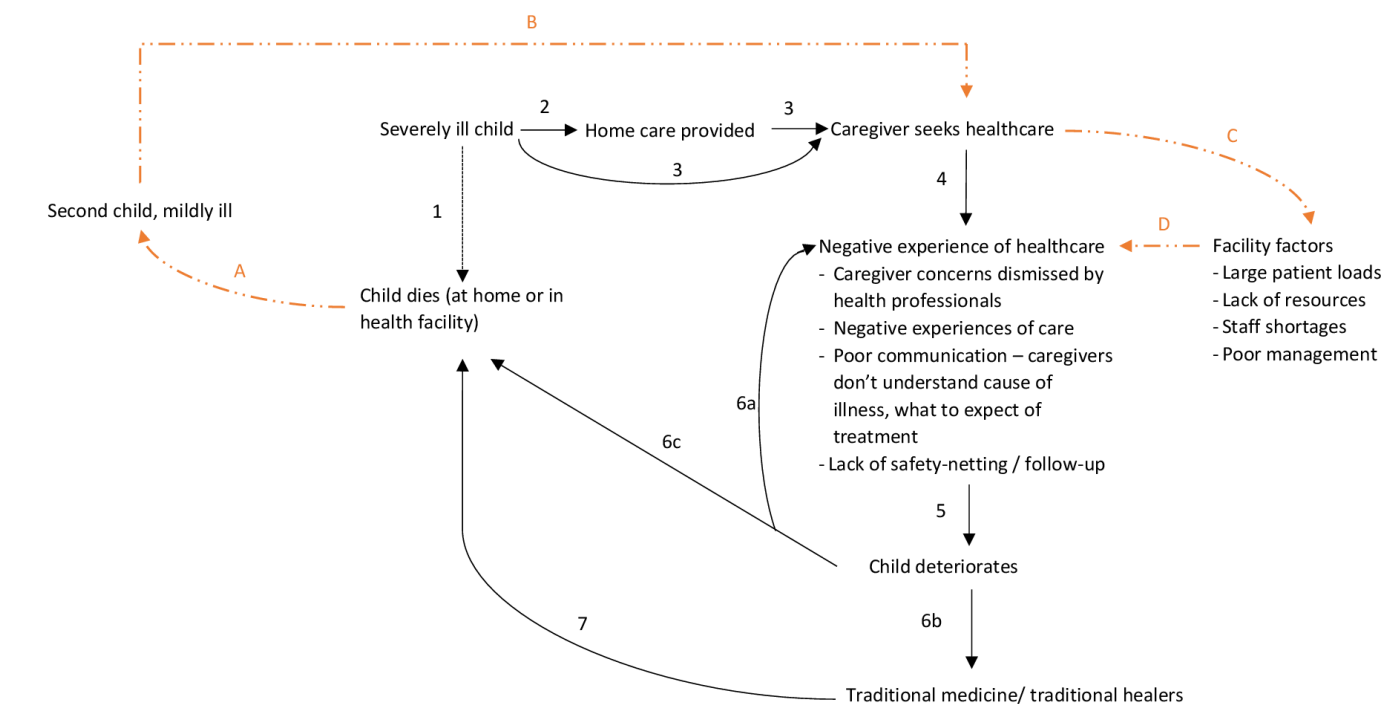 B
2
3
Severely ill child
Home care provided
Caregiver seeks healthcare
C
3
4
Second child, mildly ill
1
D
A
Negative experience of healthcare
- Caregiver concerns dismissed by
health professionals
- Negative experiences of care
- Poor communication – caregivers
don’t understand cause of
illness, what to expect of
treatment
- Lack of safety-netting / follow-up
Facility factors
- Large patient loads
- Lack of resources
- Staff shortages
- Poor management
Child dies (at home or in
health facility)
6a
6c
5
Child deteriorates
6b
7
Traditional medicine/ traditional healers